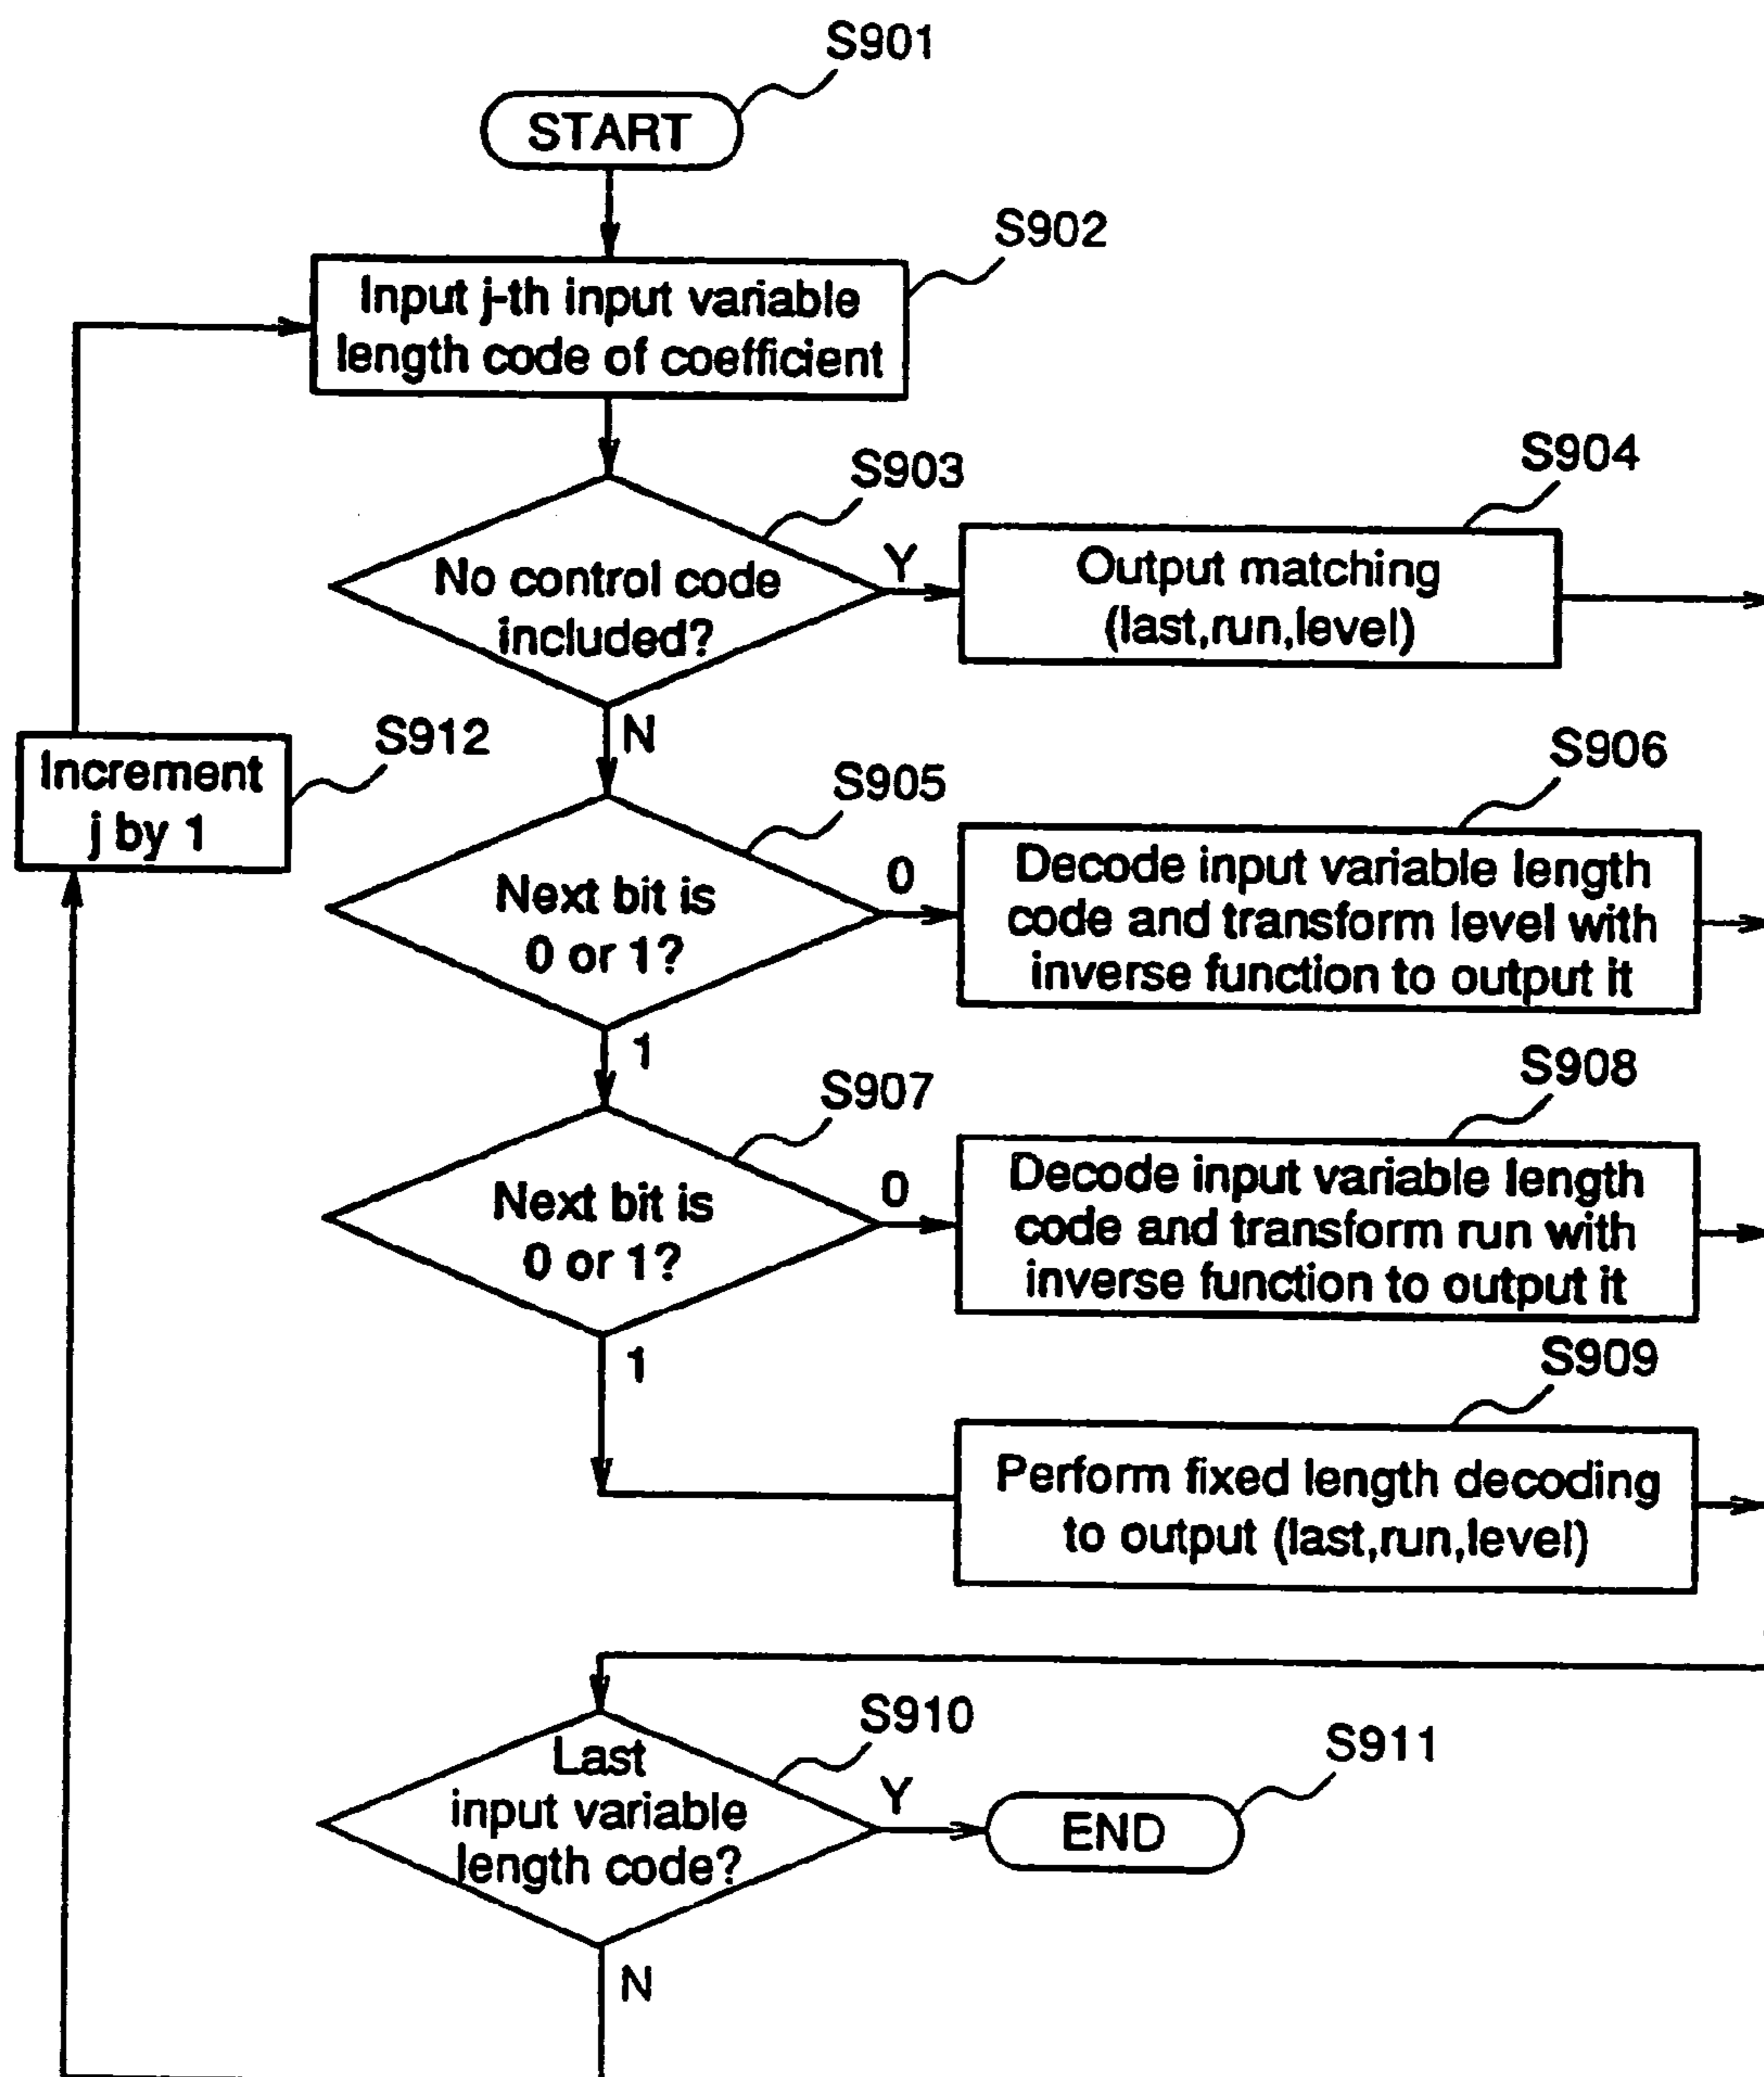 S901
START
S902
Input j-th input variable
length code of coefficient
S903
No control code
included?
Y
S904
Output matching
(last,run,level)
N
S912
Increment
j by 1
S905
Next bit is
0 or 1?
0
S906
Decode input variable length
code and transform level with
inverse function to output it
1
S907
Next bit is
0 or 1?
0
S908
Decode input variable length
code and transform run with
inverse function to output it
1
S909
Perform fixed length decoding
to output (last,run,level)
S910
Last
input variable
length code?
Y
S911
END
N